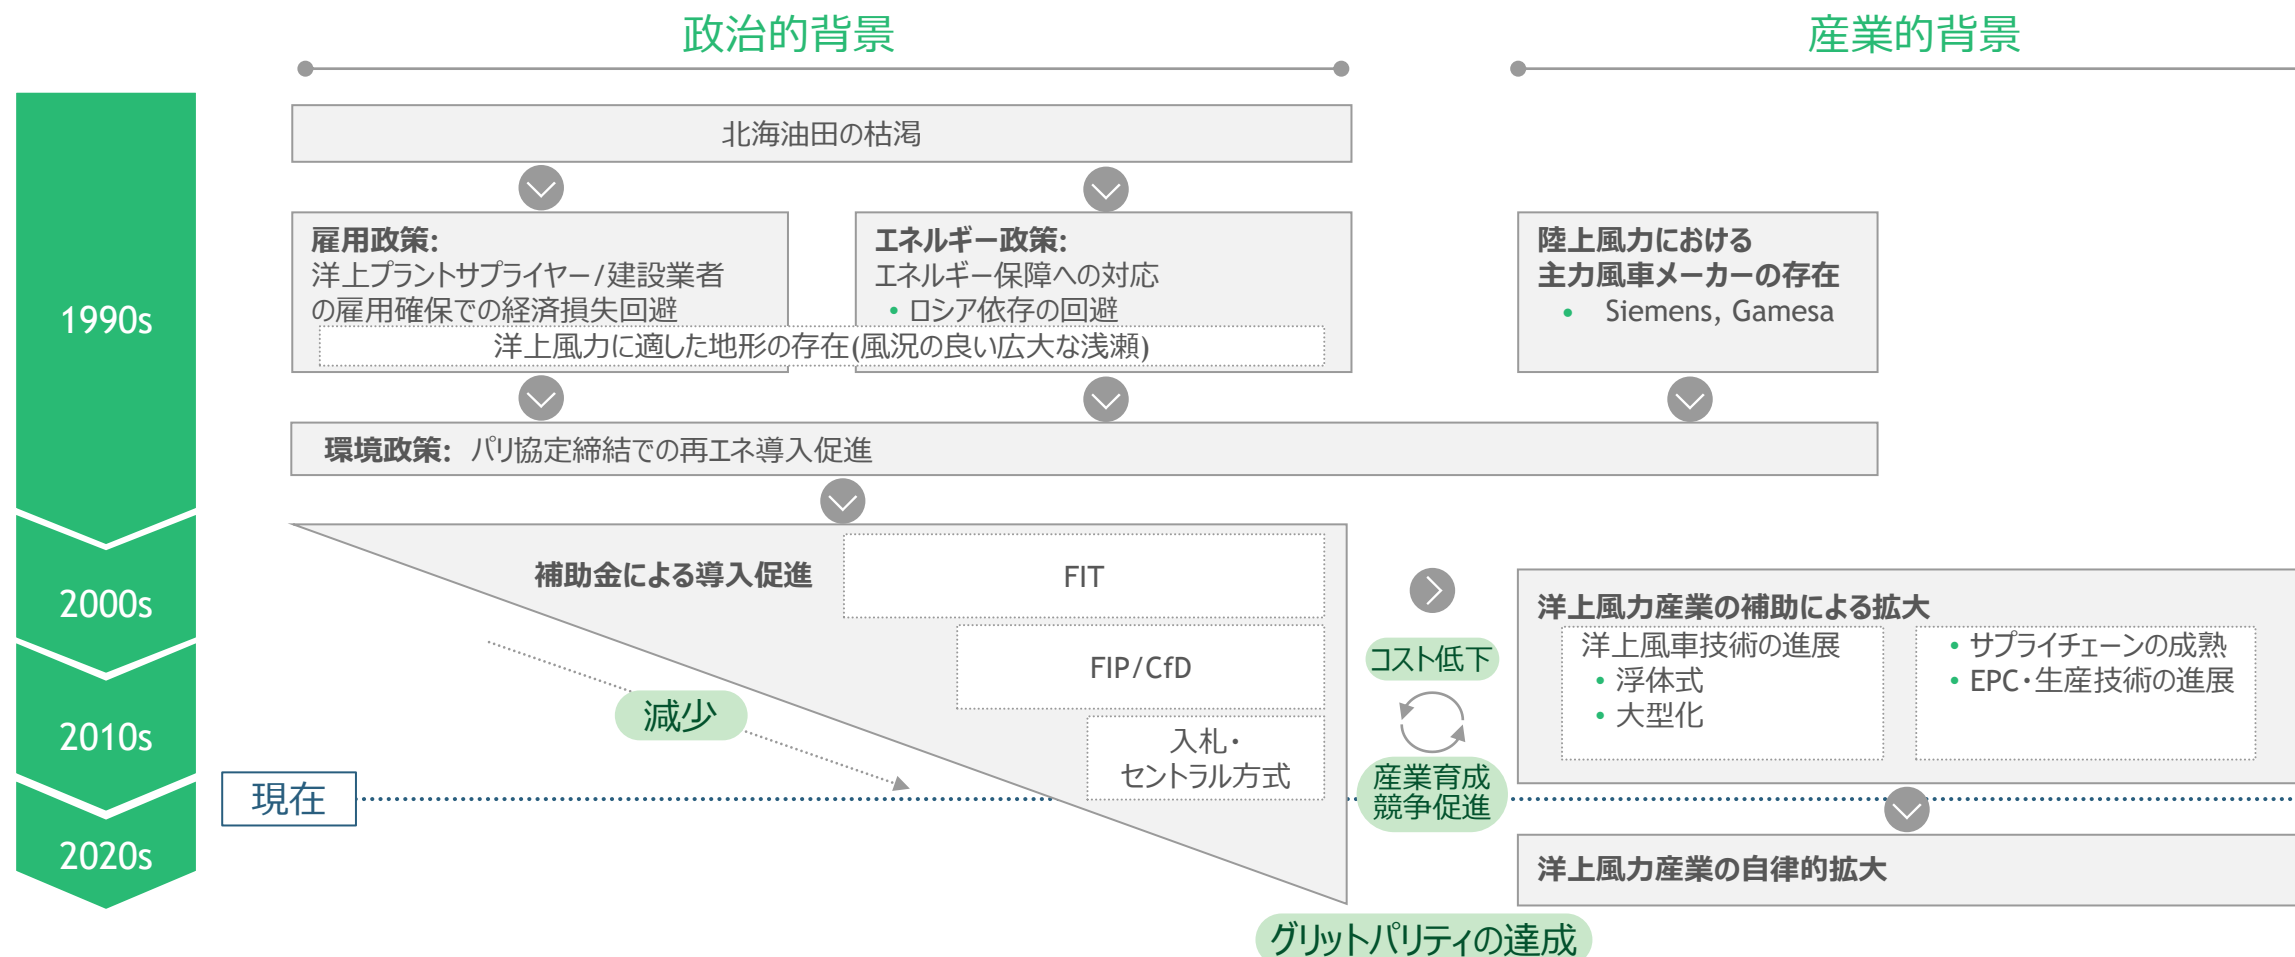 政治的背景
産業的背景
北海油田の枯渇
雇用政策:
洋上プラントサプライヤー/建設業者
の雇用確保での経済損失回避
エネルギー政策:
エネルギー保障への対応
• ロシア依存の回避
洋上風力に適した地形の存在(風況の良い広大な浅瀬)
陸上風力における
主力風車メーカーの存在
• Siemens, Gamesa
1990s
環境政策: パリ協定締結での再エネ導入促進
2000s
補助金による導入促進
FIT
FIP/CfD
入札・
セントラル方式
減少
コスト低下
産業育成
競争促進
洋上風力産業の補助による拡大
洋上風車技術の進展
• 浮体式
• 大型化
• サプライチェーンの成熟
• EPC・生産技術の進展
2010s
現在
2020s
洋上風力産業の自律的拡大
グリットパリティの達成